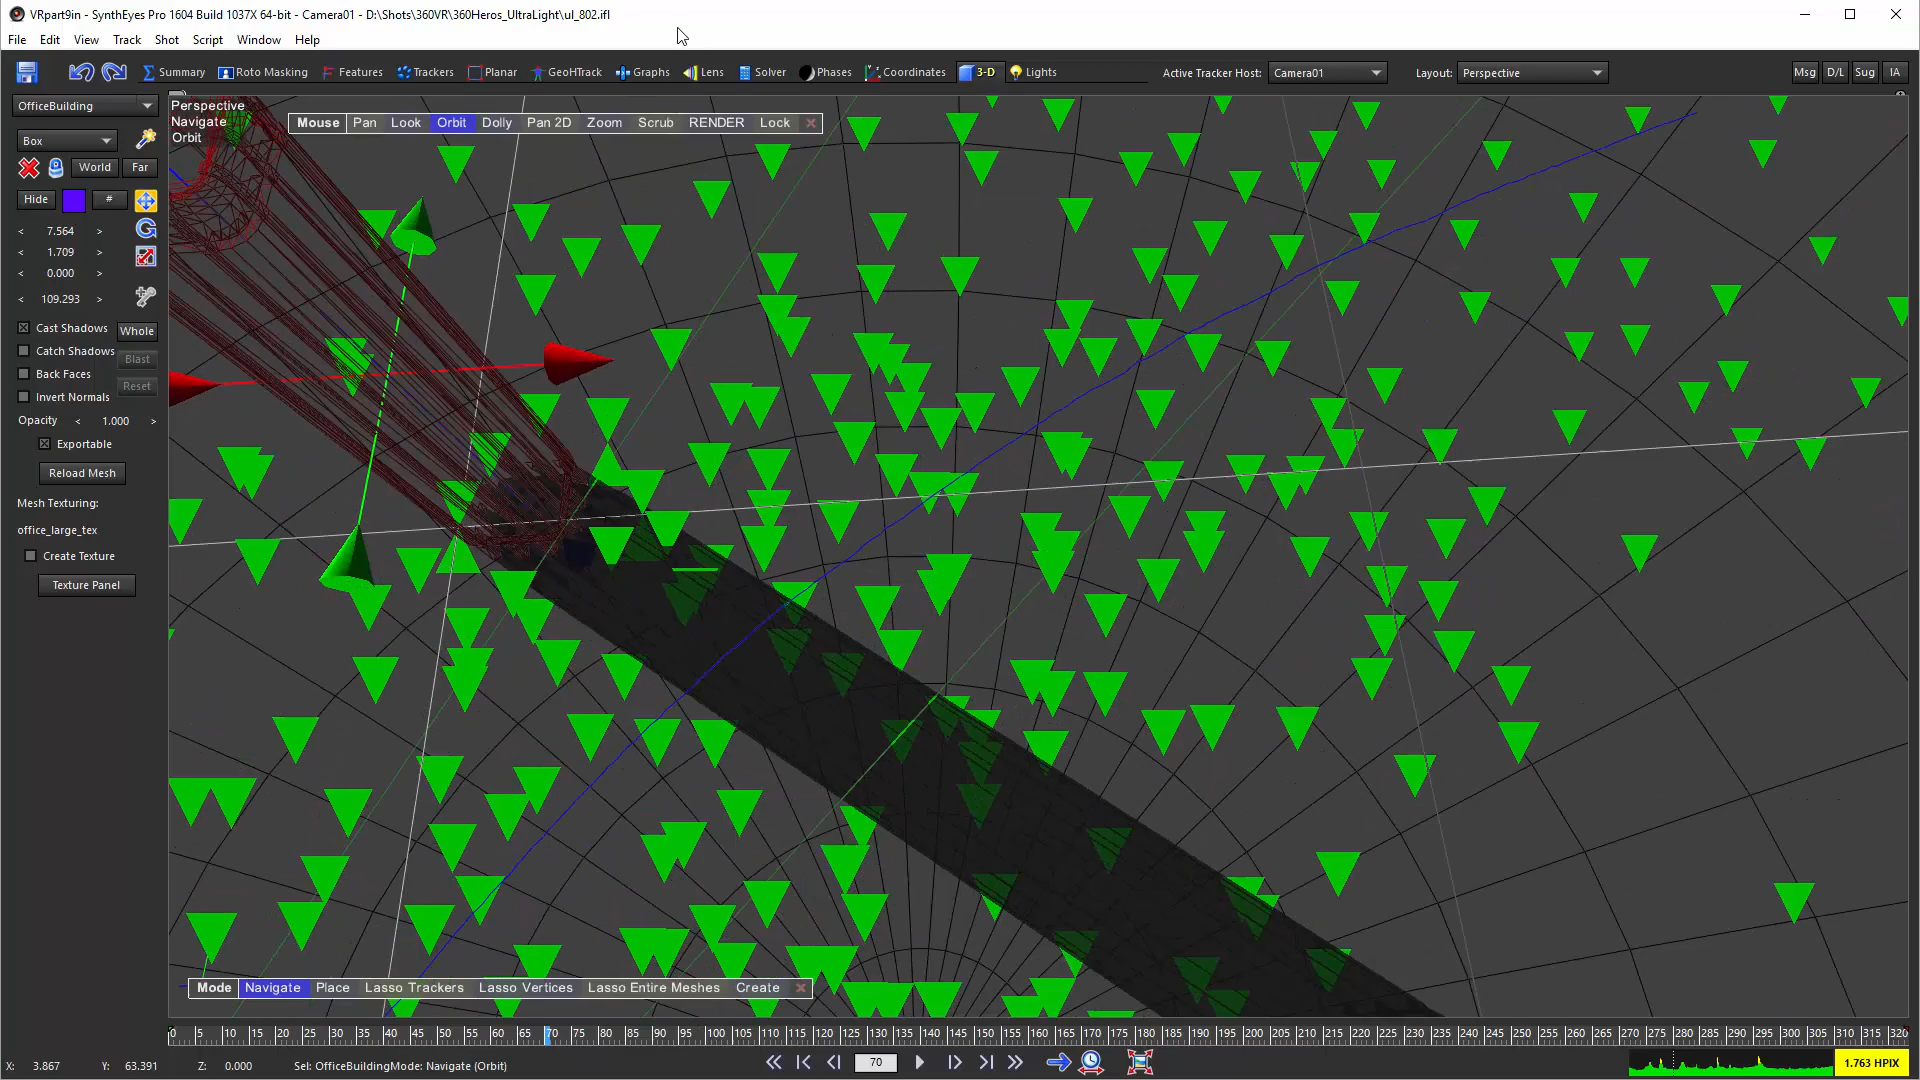 VRpart9in - SynthEyes Pro 1604 Build 1037X 64-bit - Camera01 - D:\Shots\360VR\360Heros_UltraLight\ul_802.ifl
File Edit View Track Shot Script Window Help
Summary Roto Masking Features Trackers Planar GeoHTrack Graphs Lens Solver Phases Coordinates 3-D Lights Active Tracker Host: Camera01 Layout: Perspective Msg D/L Sug IA
OfficeBuilding
Perspective
Navigate
Orbit
Mouse Pan Look Orbit Dolly Pan 2D Zoom Scrub RENDER Lock
Box
World Far
Hide #
< 7.564 >
< 1.709 >
< 0.000 >
< 109.293 >
Cast Shadows Whole
Catch Shadows Blast
Back Faces
Reset
Invert Normals
Opacity < 1.000 >
Exportable
Reload Mesh
Mesh Texturing:
office_large_tex
Create Texture
Texture Panel
Mode Navigate Place Lasso Trackers Lasso Vertices Lasso Entire Meshes Create
0 5 10 15 20 25 30 35 40 45 50 55 60 65 70 75 80 85 90 95 100 105 110 115 120 125 130 135 140 145 150 155 160 165 170 175 180 185 190 195 200 205 210 215 220 225 230 235 240 245 250 255 260 265 270 275 280 285 290 295 300 305 310 315 320
X: 3.867 Y: 63.391 Z: 0.000 Sel: OfficeBuildingMode: Navigate (Orbit) 70 1.763 HPIX